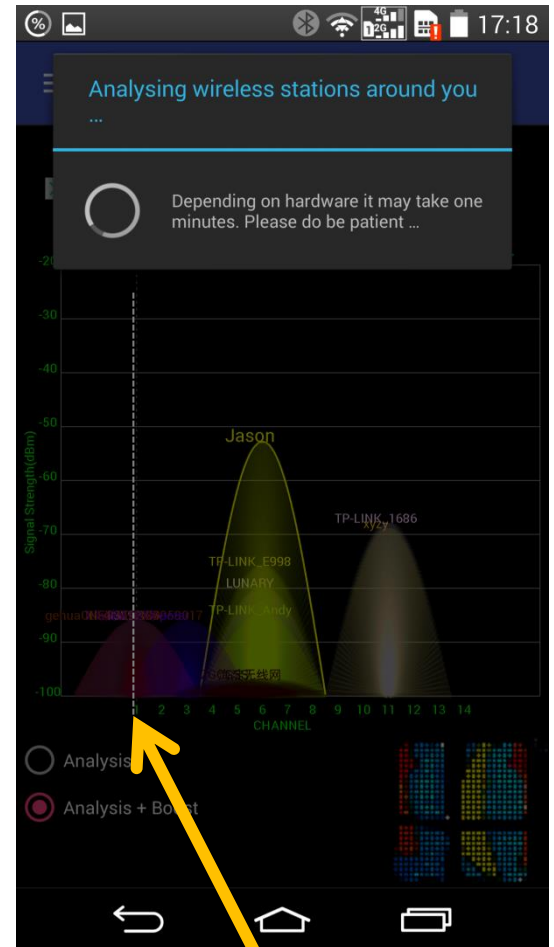 17:18
Analysing wireless stations around you
...
Depending on hardware it may take one
minutes. Please do be patient ...
-20
-30
-40
-50
-60
-70
-80
-90
-100
Signal Strength(dBm)
Jason
TP-LINK_1686
xyzy
TP-LINK_E998
LUNARY
TP-LINK_Andy
1 2 3 4 5 6 7 8 9 10 11 12 13 14
CHANNEL
Analysis
Analysis + Boost